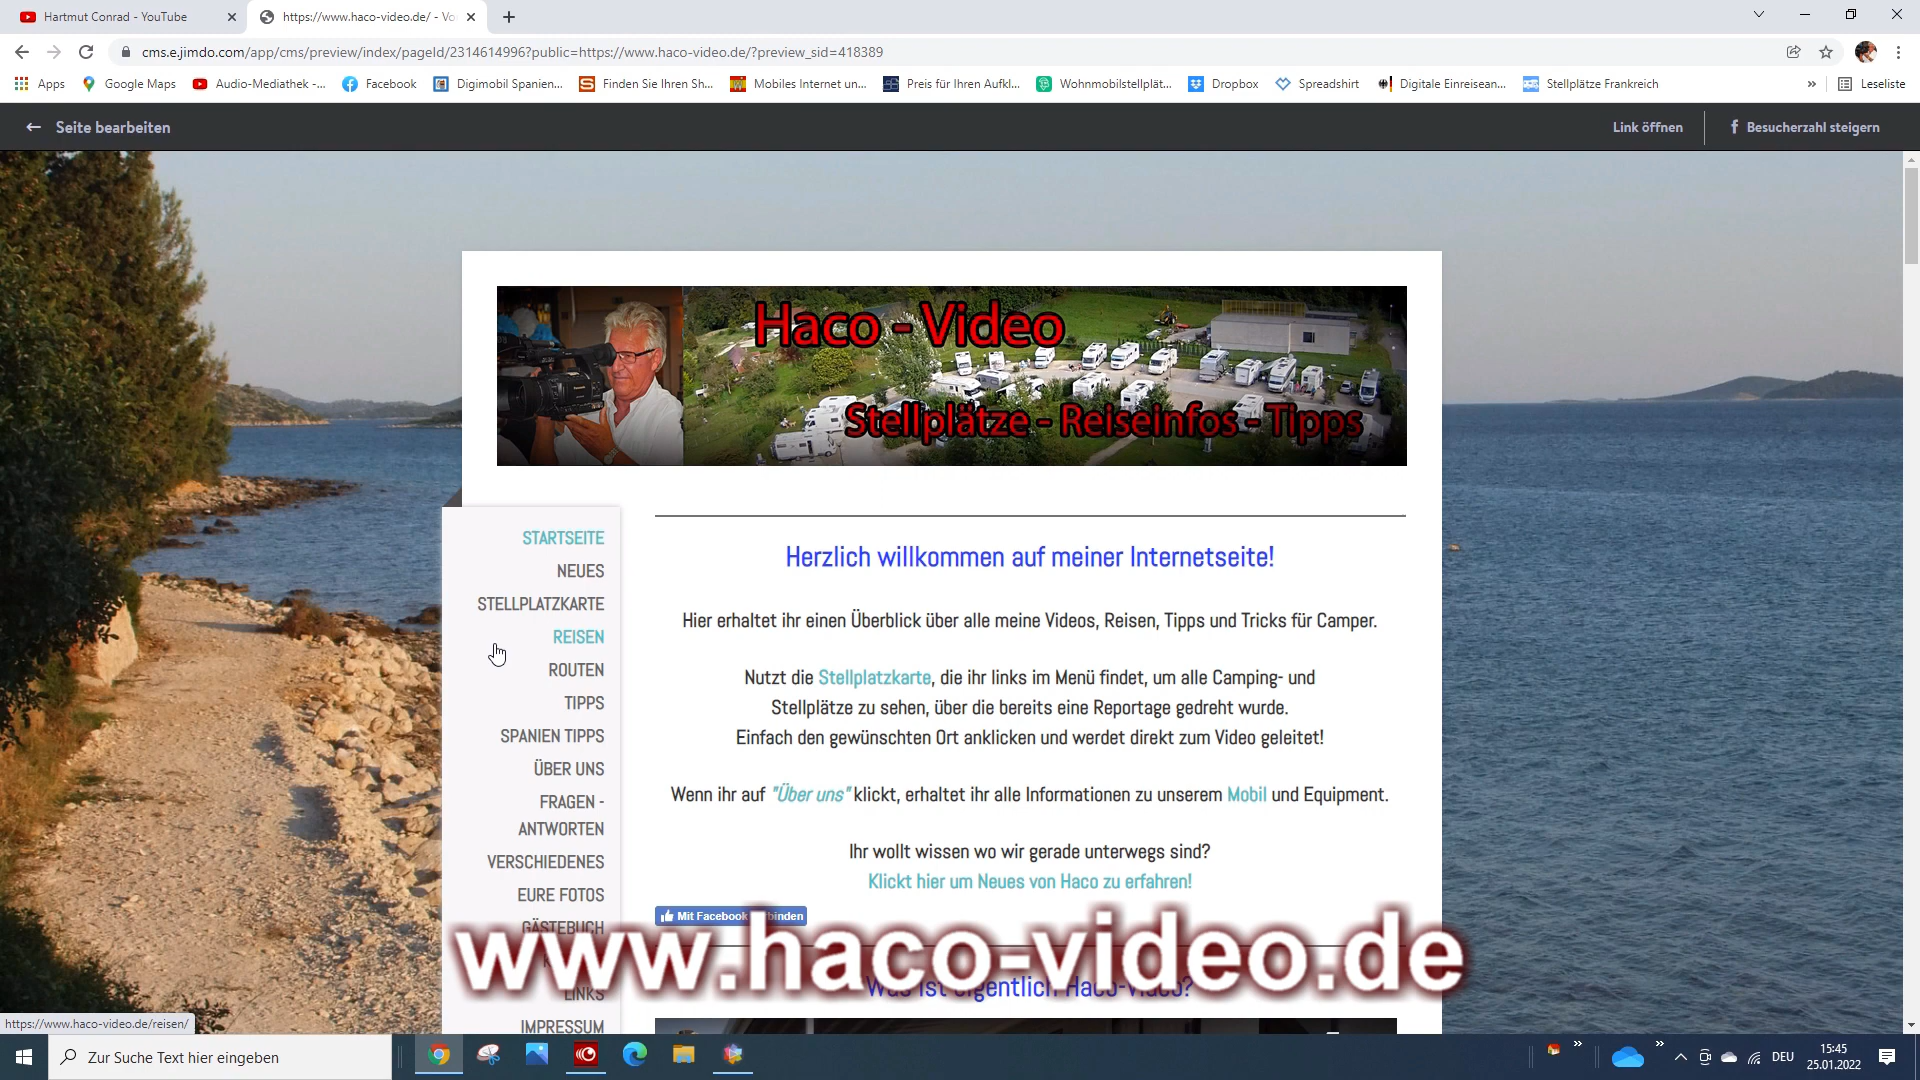 Hartmut Conrad - YouTube
https://www.haco-video.de/ - Vo
cms.e.jimdo.com/app/cms/preview/index/pageId/2314614996?public=https://www.haco-video.de/?preview_sid=418389
Apps
Google Maps
Audio-Mediathek -...
Facebook
Digimobil Spanien...
Finden Sie Ihren Sh...
Mobiles Internet un...
Preis für Ihren Aufkl...
Wohnmobilstellplät...
Dropbox
Spreadshirt
Digitale Einreisean...
Stellplätze Frankreich
»
Leseliste
Seite bearbeiten
Link öffnen
Besucherzahl steigern
Haco - Video
Stellplätze - Reiseinfos - Tipps
STARTSEITE
NEUES
STELLPLATZKARTE
REISEN
ROUTEN
TIPPS
SPANIEN TIPPS
ÜBER UNS
FRAGEN -
ANTWORTEN
VERSCHIEDENES
EURE FOTOS
GÄSTEBUCH
LINKS
IMPRESSUM
Herzlich willkommen auf meiner Internetseite!
Hier erhaltet ihr einen Überblick über alle meine Videos, Reisen, Tipps und Tricks für Camper.
Nutzt die Stellplatzkarte, die ihr links im Menü findet, um alle Camping- und
Stellplätze zu sehen, über die bereits eine Reportage gedreht wurde.
Einfach den gewünschten Ort anklicken und werdet direkt zum Video geleitet!
Wenn ihr auf "Über uns" klickt, erhaltet ihr alle Informationen zu unserem Mobil und Equipment.
Ihr wollt wissen wo wir gerade unterwegs sind?
Klickt hier um Neues von Haco zu erfahren!
Mit Facebook verbinden
www.haco-video.de
Was ist eigentlich Haco-Video?
https://www.haco-video.de/reisen/
Zur Suche Text hier eingeben
DEU
15:45
25.01.2022